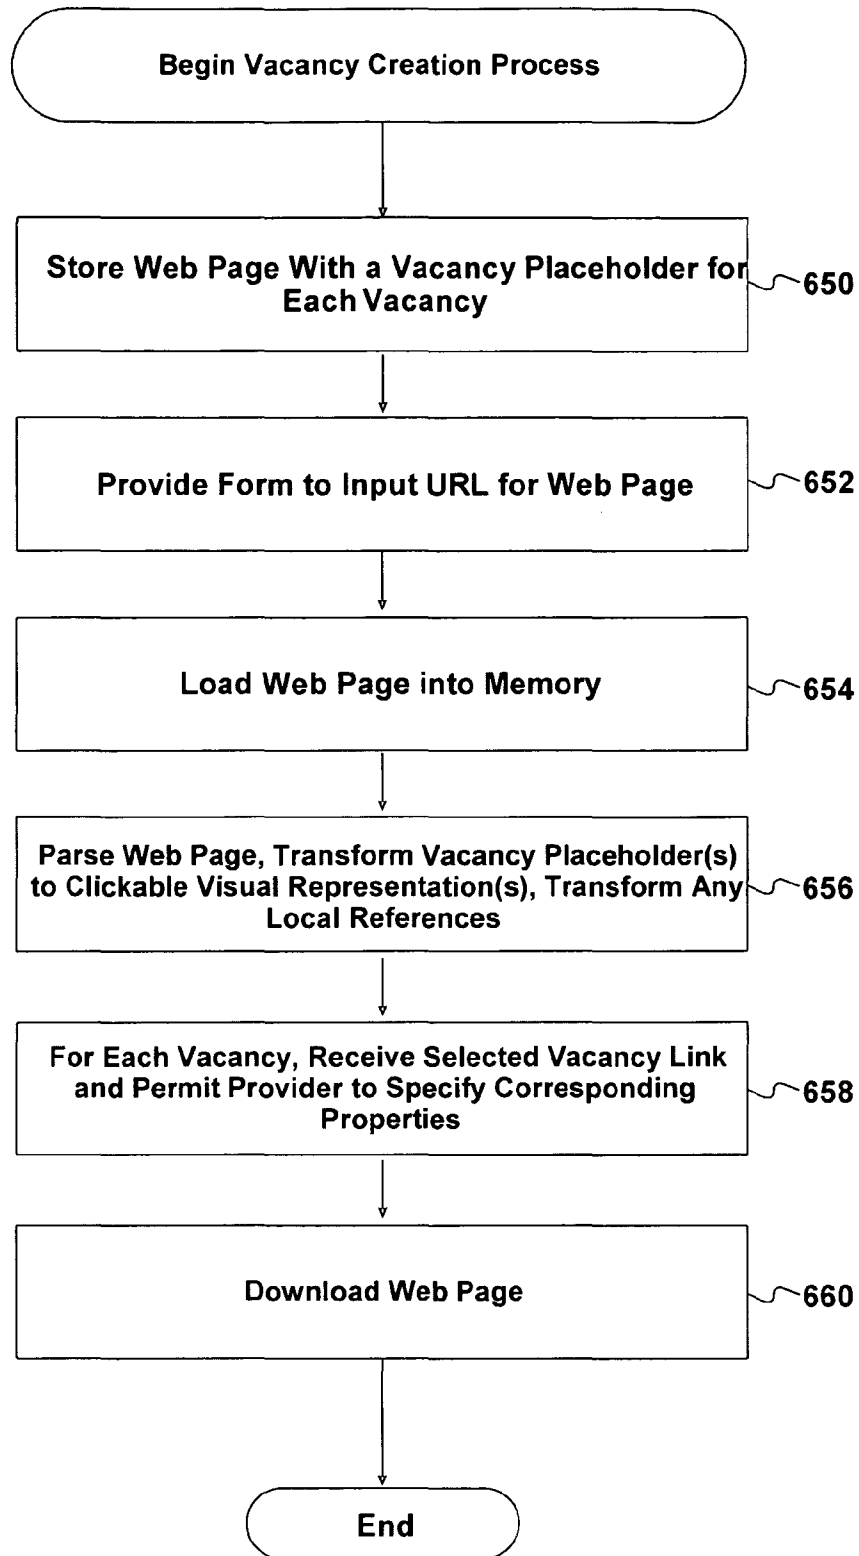 Begin Vacancy Creation Process
Store Web Page With a Vacancy Placeholder for
Each Vacancy
650
Provide Form to Input URL for Web Page
652
Load Web Page into Memory
654
Parse Web Page, Transform Vacancy Placeholder(s)
to Clickable Visual Representation(s), Transform Any
Local References
656
For Each Vacancy, Receive Selected Vacancy Link
and Permit Provider to Specify Corresponding
Properties
658
Download Web Page
660
End